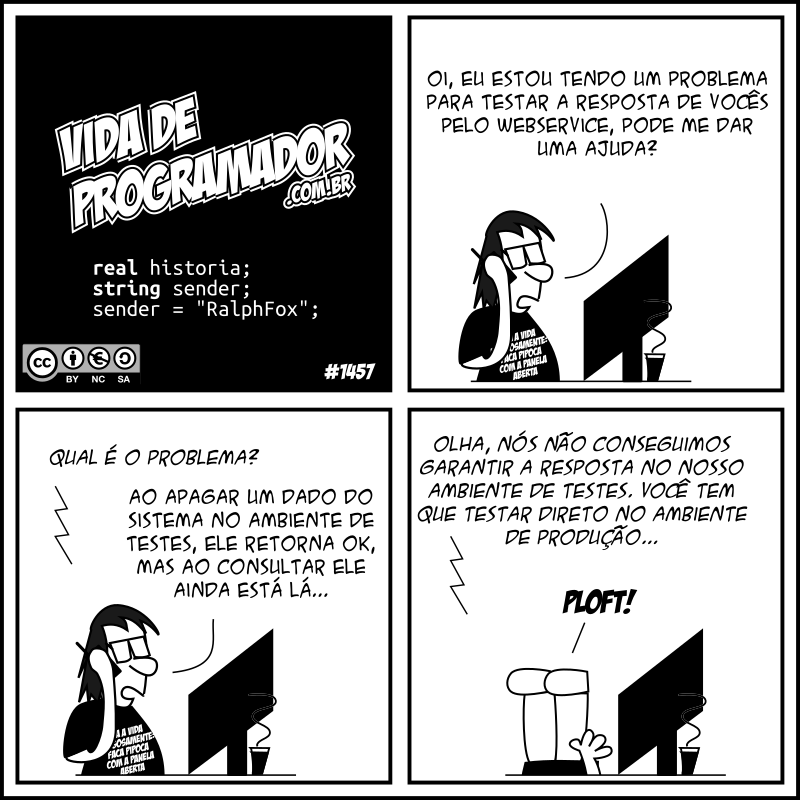 VIDA DE
PROGRAMADOR
.COM.BR
real historia;
string sender;
sender = "RalphFox";
cc
BY NC SA
#1457
OI, EU ESTOU TENDO UM PROBLEMA
PARA TESTAR A RESPOSTA DE VOCÊS
PELO WEBSERVICE, PODE ME DAR
UMA AJUDA?
A VIDA
OSAMENTE:
FAÇA PIPOCA
COM A PANELA
ABERTA
QUAL É O PROBLEMA?
AO APAGAR UM DADO DO
SISTEMA NO AMBIENTE DE
TESTES, ELE RETORNA OK,
MAS AO CONSULTAR ELE
AINDA ESTÁ LÁ...
A VIDA
GOSAMENTE:
FAÇA PIPOCA
COM A PANELA
ABERTA
OLHA, NÓS NÃO CONSEGUIMOS
GARANTIR A RESPOSTA NO NOSSO
AMBIENTE DE TESTES. VOCÊ TEM
QUE TESTAR DIRETO NO AMBIENTE
DE PRODUÇÃO...
PLOFT!